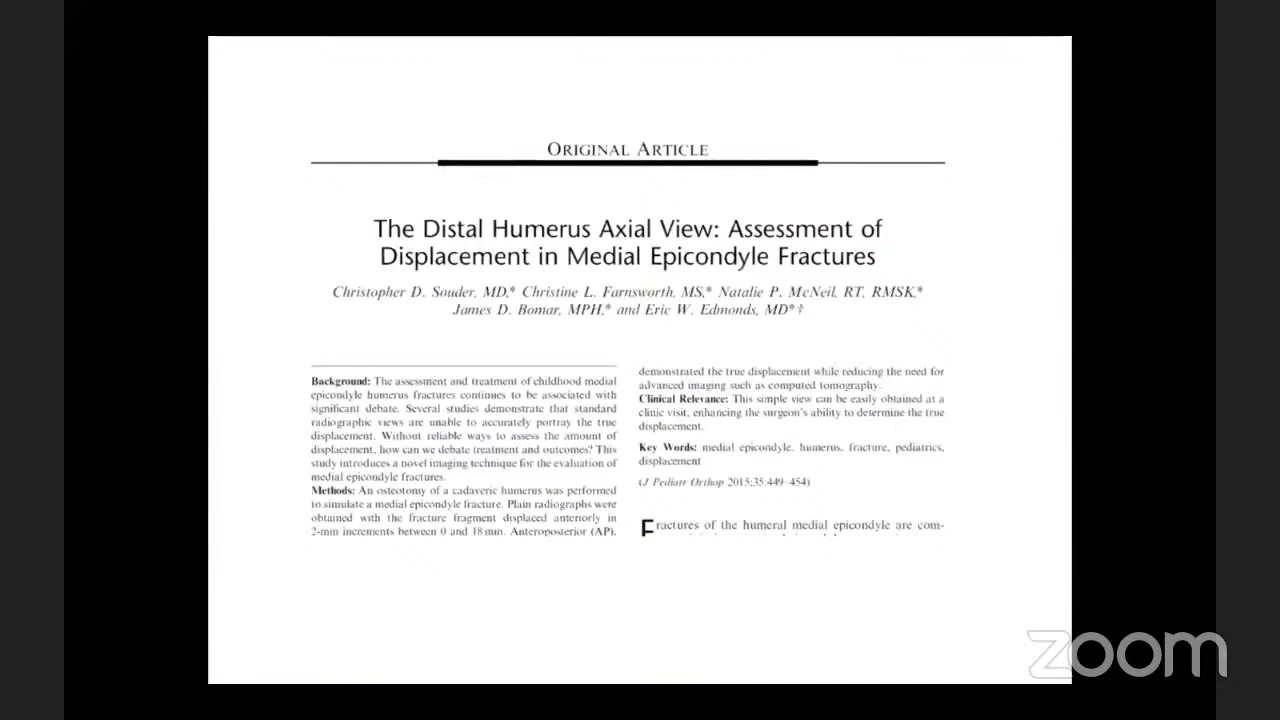 ORIGINAL ARTICLE
The Distal Humerus Axial View: Assessment of
Displacement in Medial Epicondyle Fractures
Christopher D. Souder, MD,* Christine L. Farnsworth, MS,* Natalie P. McNeil, RT, RMSK,*
James D. Bomar, MPH,* and Eric W. Edmonds, MD*†
Background: The assessment and treatment of childhood medial
epicondyle humerus fractures continues to be associated with
significant debate. Several studies demonstrate that standard
radiographic views are unable to accurately portray the true
displacement. Without reliable ways to assess the amount of
displacement, how can we debate treatment and outcomes? This
study introduces a novel imaging technique for the evaluation of
medial epicondyle fractures.
Methods: An osteotomy of a cadaveric humerus was performed
to simulate a medial epicondyle fracture. Plain radiographs were
obtained with the fracture fragment displaced anteriorly in
2-mm increments between 0 and 18 mm. Anteroposterior (AP),
demonstrated the true displacement while reducing the need for
advanced imaging such as computed tomography.
Clinical Relevance: This simple view can be easily obtained at a
clinic visit, enhancing the surgeon's ability to determine the true
displacement.
Key Words: medial epicondyle, humerus, fracture, pediatrics,
displacement
(J Pediatr Orthop 2015;35:449–454)
Fractures of the humeral medial epicondyle are com-
zoom